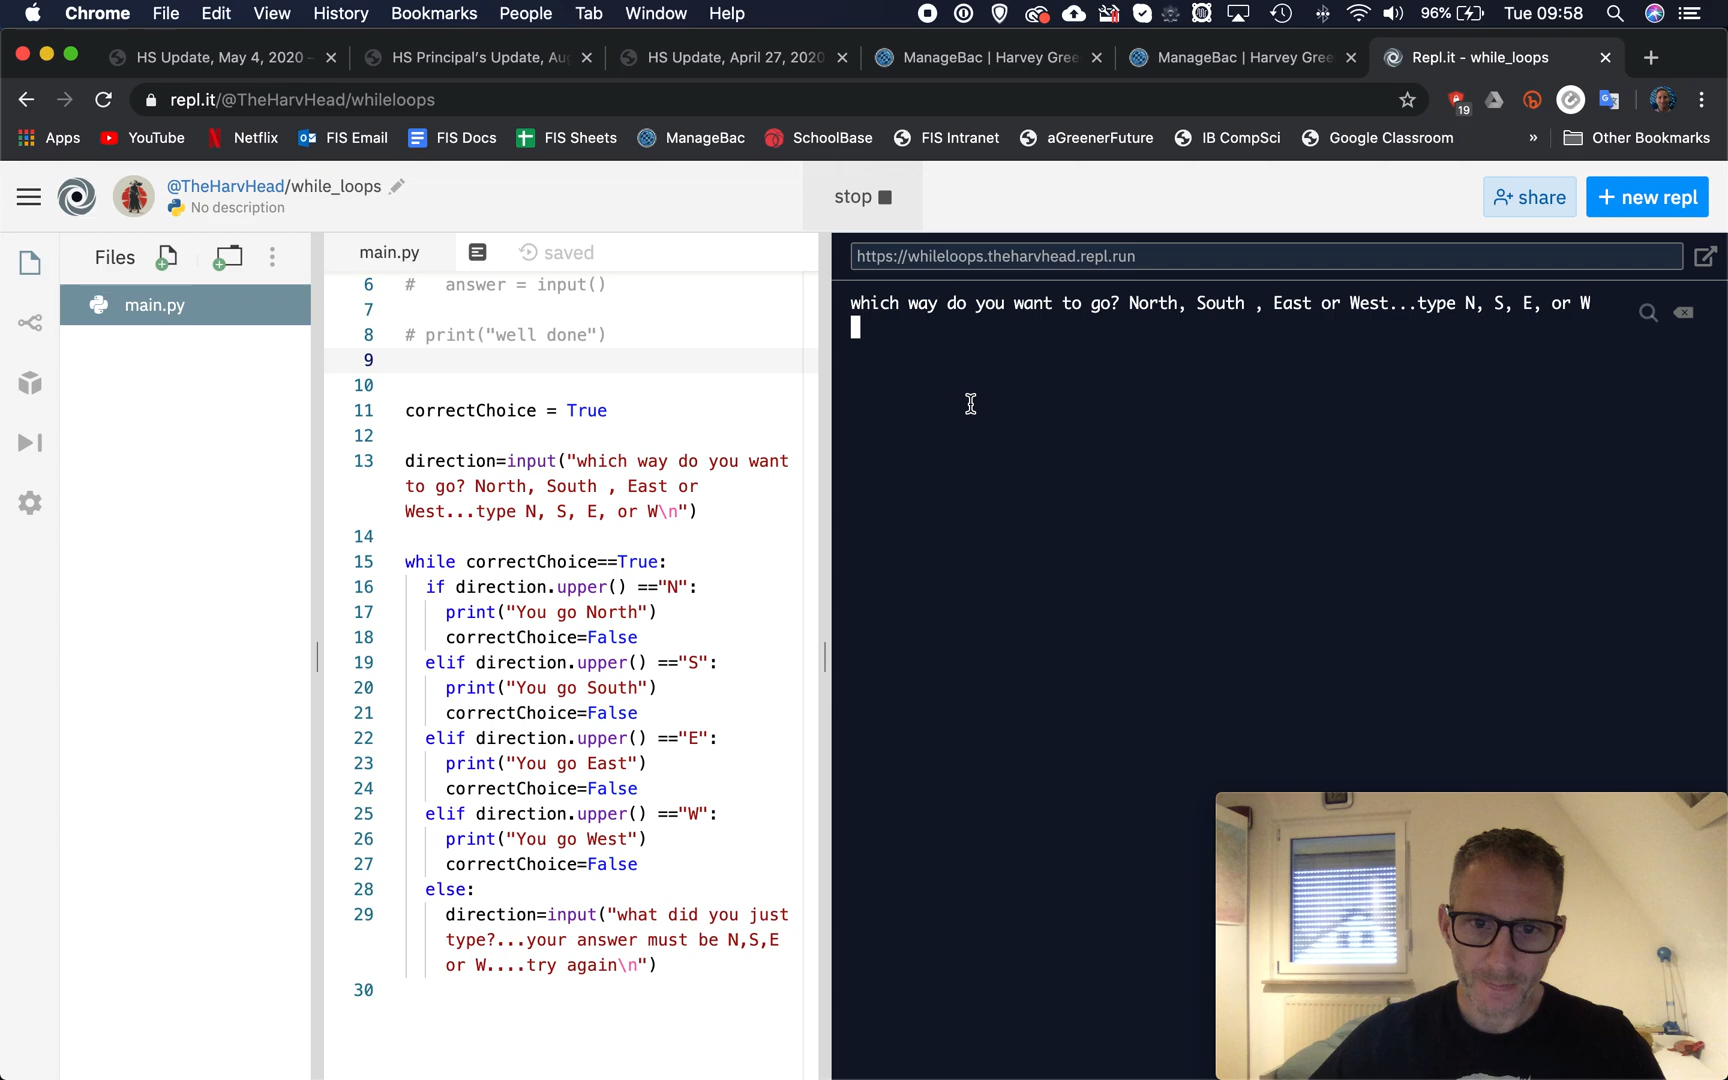 Chrome File Edit View History Bookmarks People Tab Window Help 96% Tue 09:58
HS Update, May 4, 2020 HS Principal's Update, Au HS Update, April 27, 2020 ManageBac | Harvey Gree ManageBac | Harvey Gree Repl.it - while_loops
repl.it/@TheHarvHead/whileloops 19
Apps YouTube Netflix FIS Email FIS Docs FIS Sheets ManageBac SchoolBase FIS Intranet aGreenerFuture IB CompSci Google Classroom » Other Bookmarks
@TheHarvHead/while_loops
No description
stop
share
+ new repl
Files
main.py
main.py
saved
6 # answer = input()
7
8 # print("well done")
9
10
11 correctChoice = True
12
13 direction=input("which way do you want
to go? North, South , East or
West...type N, S, E, or W\n")
14
15 while correctChoice==True:
16 if direction.upper() =="N":
17 print("You go North")
18 correctChoice=False
19 elif direction.upper() =="S":
20 print("You go South")
21 correctChoice=False
22 elif direction.upper() =="E":
23 print("You go East")
24 correctChoice=False
25 elif direction.upper() =="W":
26 print("You go West")
27 correctChoice=False
28 else:
29 direction=input("what did you just
type?...your answer must be N,S,E
or W....try again\n")
30
https://whileloops.theharvhead.repl.run
which way do you want to go? North, South , East or West...type N, S, E, or W